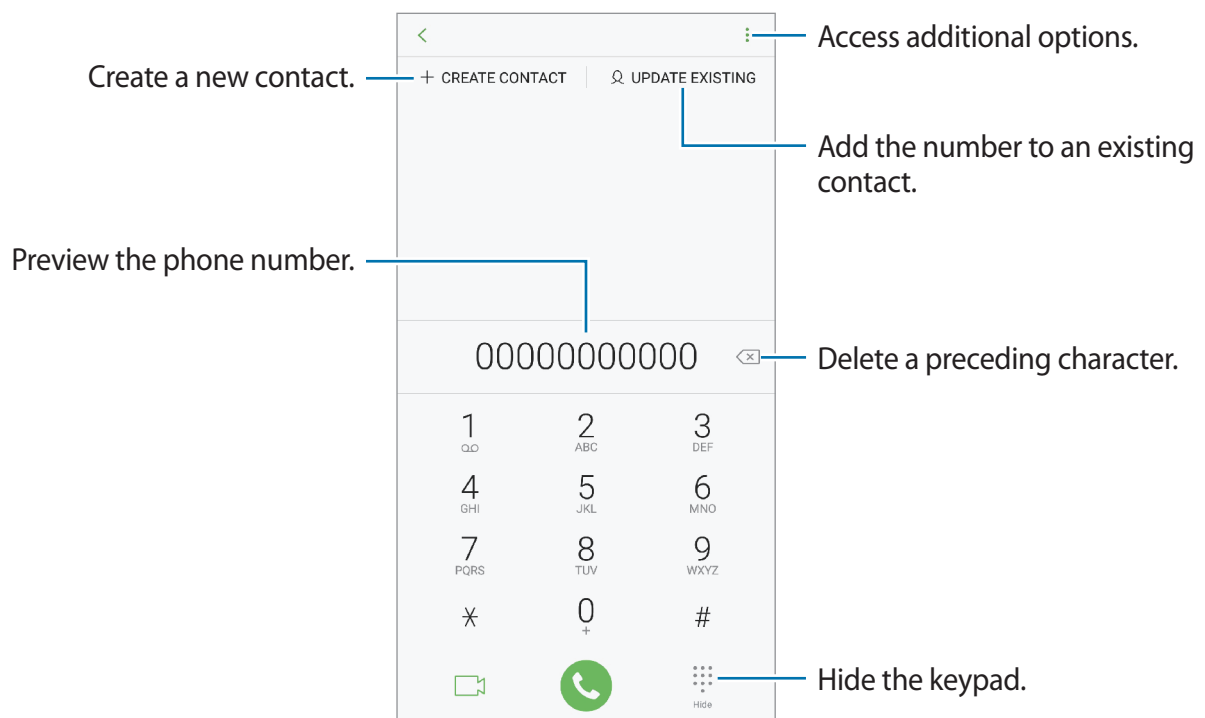 Access additional options.
Create a new contact.
+ CREATE CONTACT
UPDATE EXISTING
Add the number to an existing
contact.
Preview the phone number.
00000000000
Delete a preceding character.
1 2 3
ABC DEF
4 5 6
GHI JKL MNO
7 8 9
PQRS TUV WXYZ
* 0 #
+
Hide
Hide the keypad.